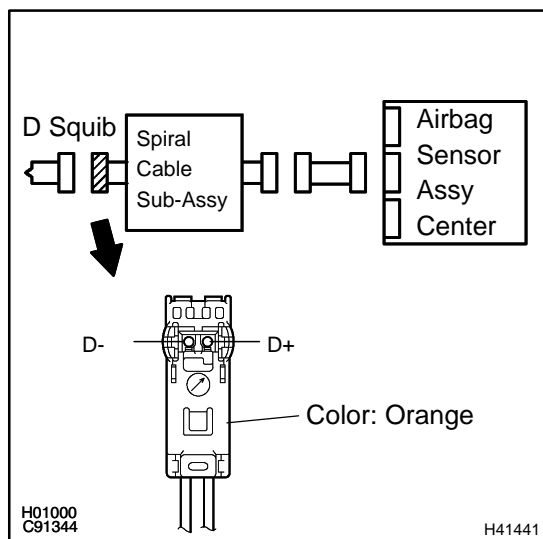 D Squib
Spiral
Cable
Sub-Assy
Airbag
Sensor
Assy
Center
D-
D+
Color: Orange
H01000
C91344
H41441